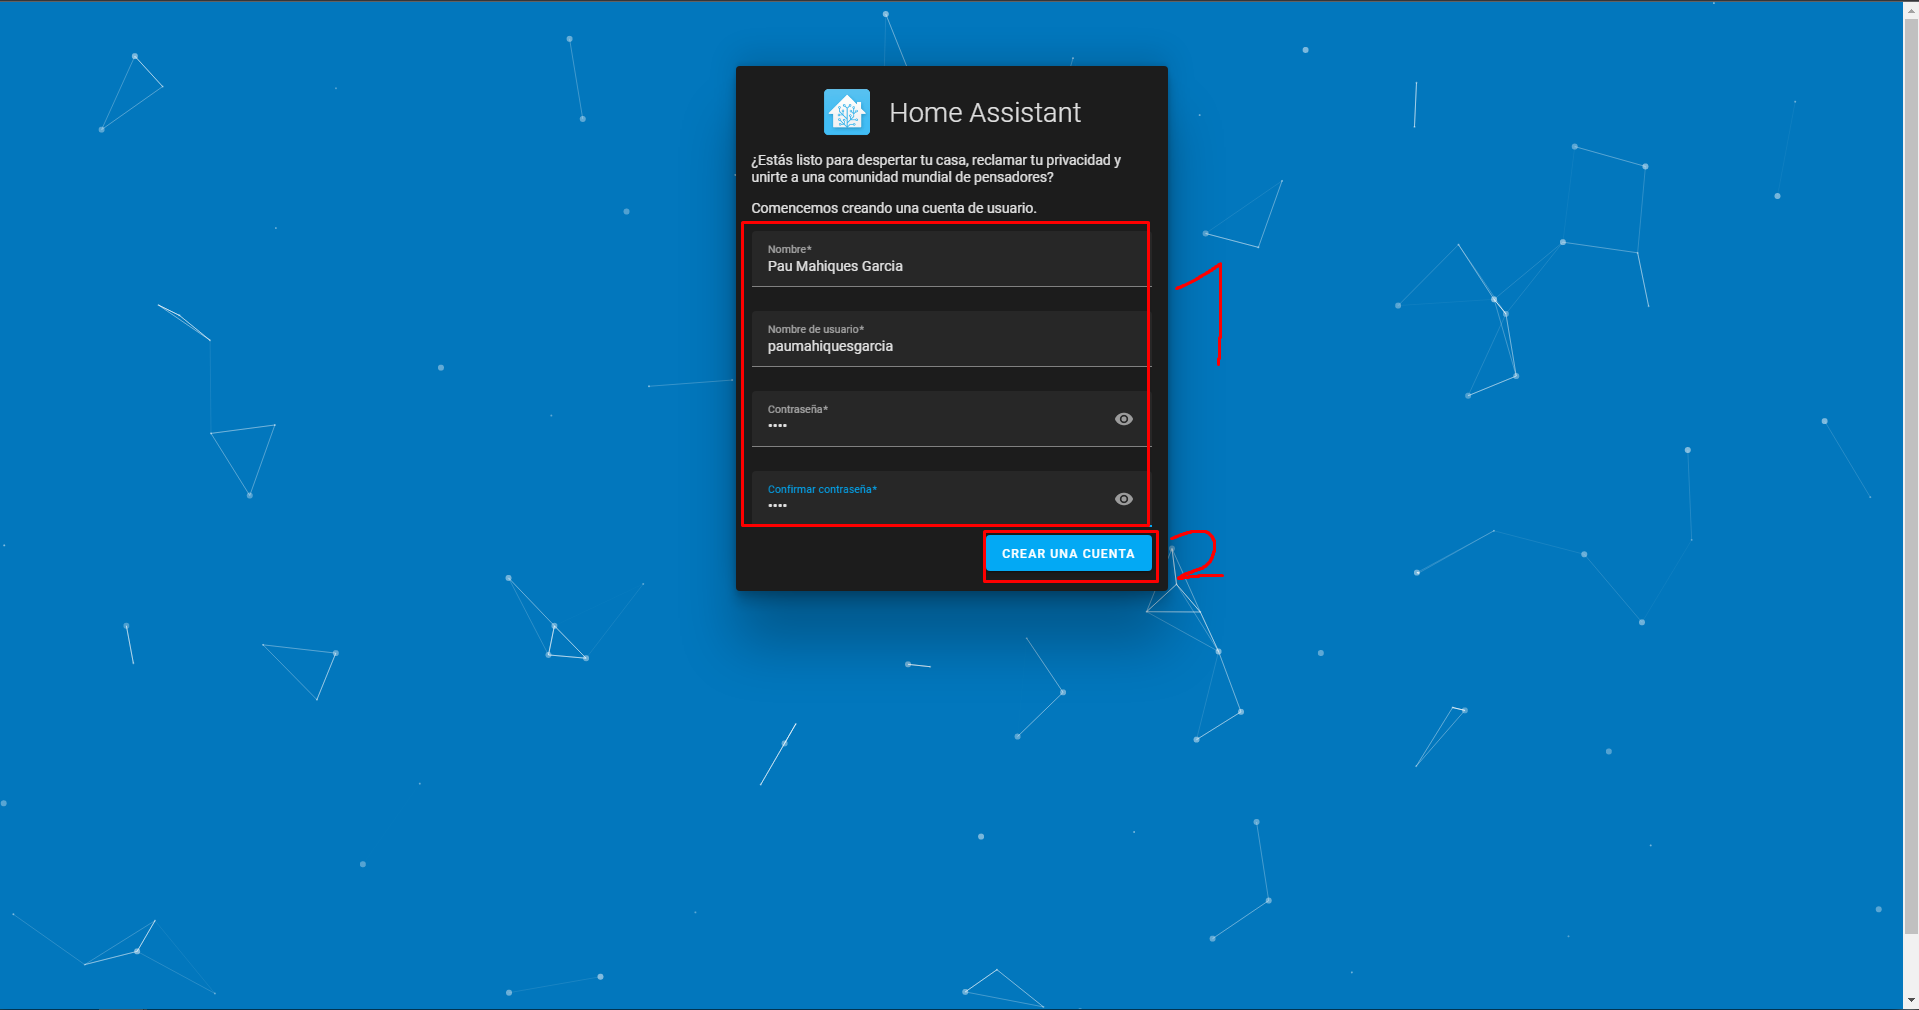 Home Assistant
¿Estás listo para despertar tu casa, reclamar tu privacidad y
unirte a una comunidad mundial de pensadores?
Comencemos creando una cuenta de usuario.
Nombre*
Pau Mahiques Garcia
1
Nombre de usuario*
paumahiquesgarcia
Contraseña*
••••
Confirmar contraseña*
••••
CREAR UNA CUENTA
2